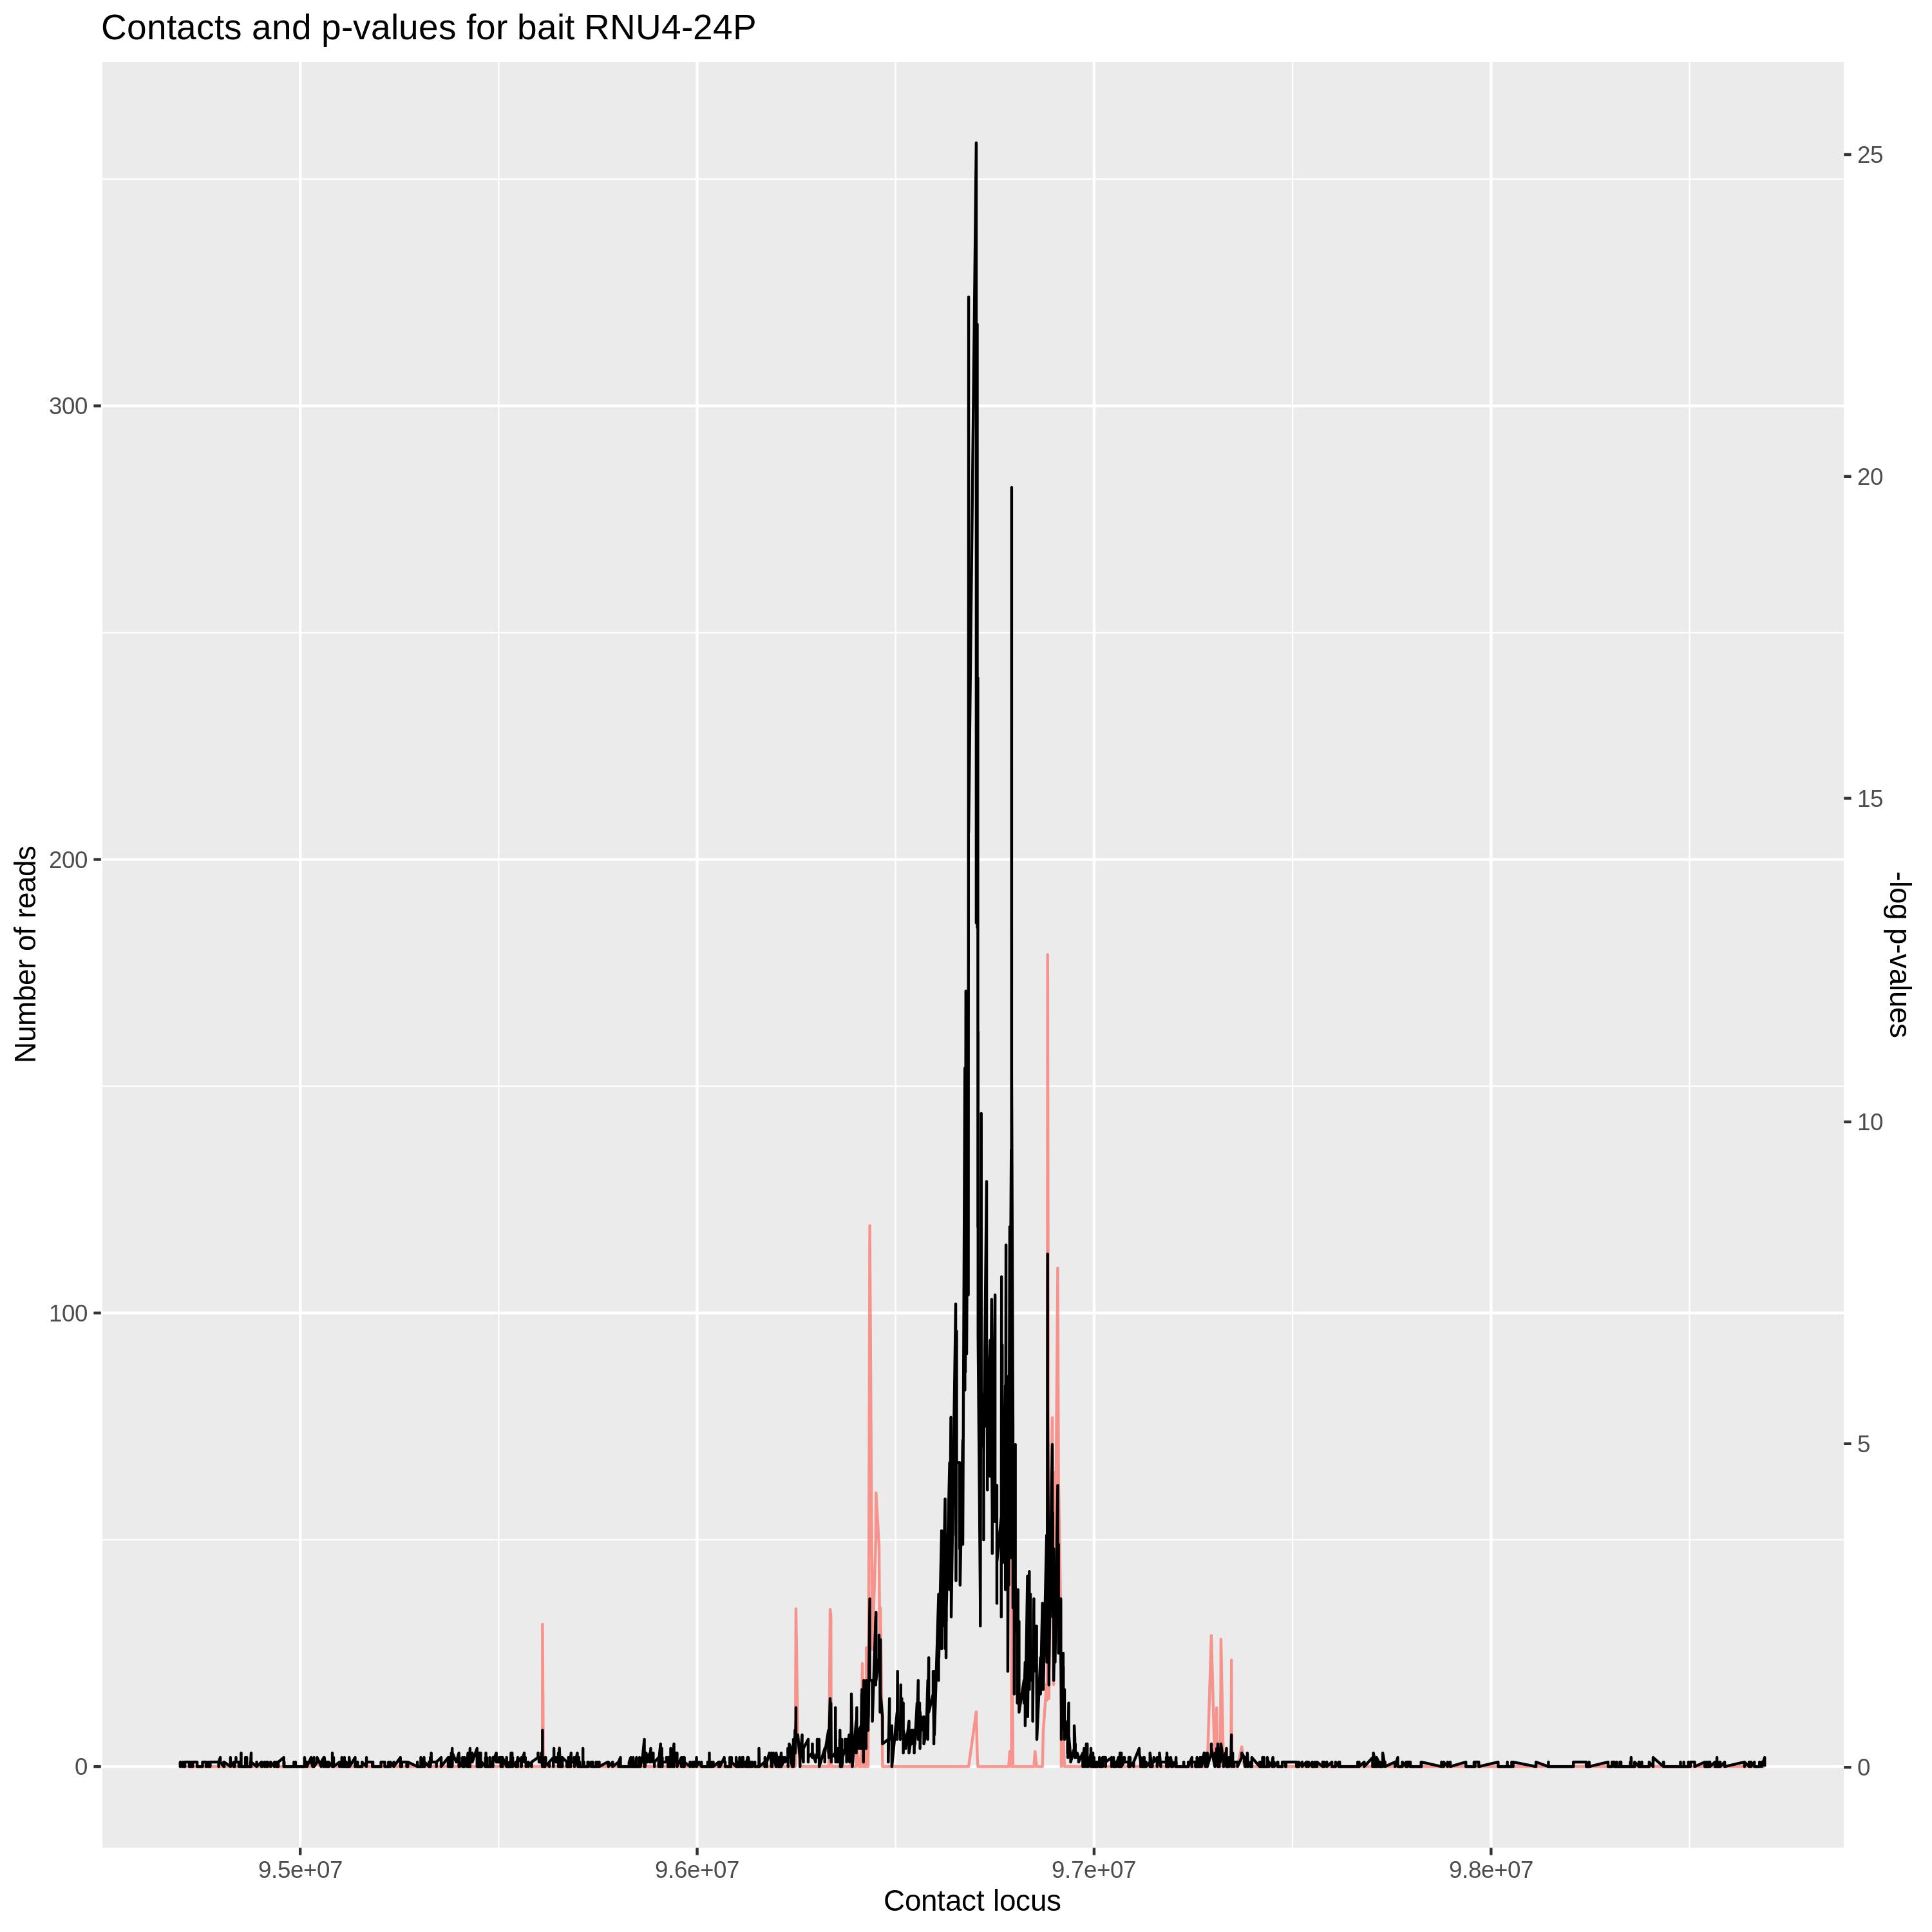 Contacts and p-values for bait RNU4-24P
Number of reads
300
200
100
0
25
20
15
10
5
0
-log p-values
9.5e+07 9.6e+07 9.7e+07 9.8e+07
Contact locus